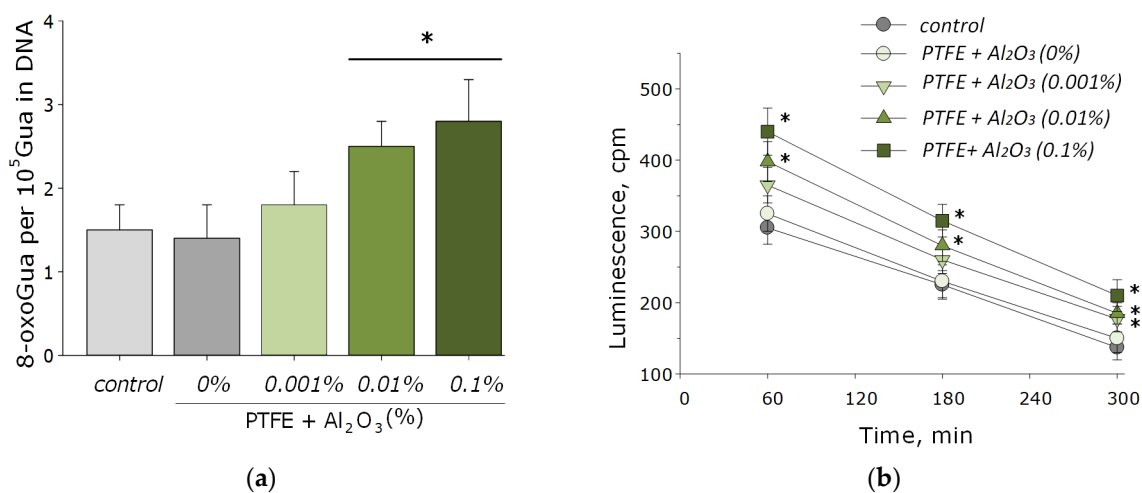 8-oxoGua per 10⁵Gua in DNA
4
3
2
1
0
*
control
0%
0.001%
0.01%
0.1%
PTFE + Al₂O₃(%)
(a)
control
PTFE + Al₂O₃ (0%)
PTFE + Al₂O₃ (0.001%)
PTFE + Al₂O₃ (0.01%)
PTFE+ Al₂O₃ (0.1%)
Luminescence, cpm
500
400
300
200
100
*
*
*
*
*
*
*
0
60
120
180
240
300
Time, min
(b)